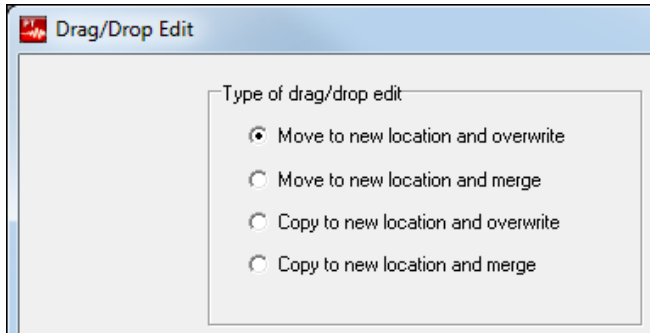 Drag/Drop Edit
Type of drag/drop edit
Move to new location and overwrite
Move to new location and merge
Copy to new location and overwrite
Copy to new location and merge